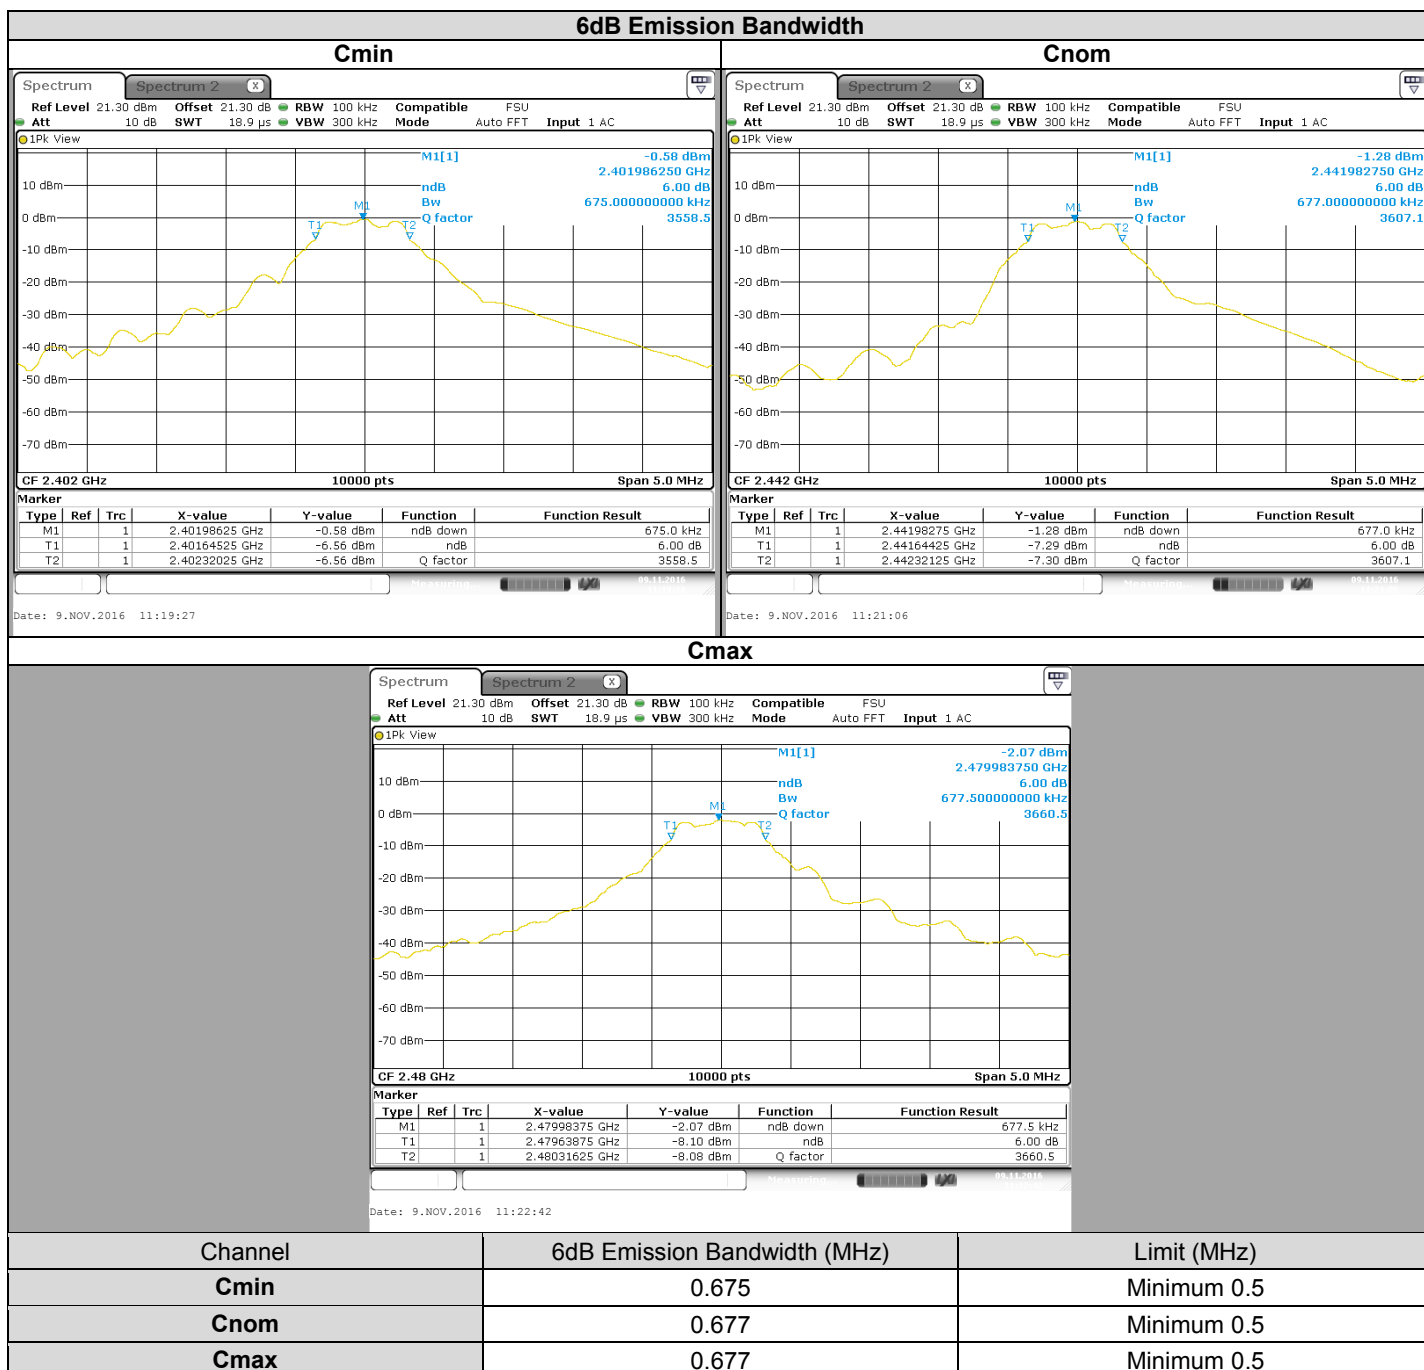 6dB Emission Bandwidth
Cmin Cnom
Spectrum Spectrum 2 X
Ref Level 21.30 dBm Offset 21.30 dB RBW 100 kHz Compatible FSU
Att 10 dB SWT 18.9 µs VBW 300 kHz Mode Auto FFT Input 1 AC
1Pk View
M1[1] -0.58 dBm
2.401986250 GHz
10 dBm ndB 6.00 dB
Bw 675.000000000 kHz
0 dBm M1 Q factor 3558.5
T1 T2
-10 dBm
-20 dBm
-30 dBm
-40 dBm
-50 dBm
-60 dBm
-70 dBm
CF 2.402 GHz 10000 pts Span 5.0 MHz
Marker
Type Ref Trc X-value Y-value Function Function Result
M1 1 2.40198625 GHz -0.58 dBm ndB down 675.0 kHz
T1 1 2.40164525 GHz -6.56 dBm ndB 6.00 dB
T2 1 2.40232025 GHz -6.56 dBm Q factor 3558.5
Measuring... 09.11.2016
Date: 9.NOV.2016 11:19:27
Spectrum Spectrum 2 X
Ref Level 21.30 dBm Offset 21.30 dB RBW 100 kHz Compatible FSU
Att 10 dB SWT 18.9 µs VBW 300 kHz Mode Auto FFT Input 1 AC
1Pk View
M1[1] -1.28 dBm
2.441982750 GHz
10 dBm ndB 6.00 dB
Bw 677.000000000 kHz
0 dBm M1 Q factor 3607.1
T1 T2
-10 dBm
-20 dBm
-30 dBm
-40 dBm
-50 dBm
-60 dBm
-70 dBm
CF 2.442 GHz 10000 pts Span 5.0 MHz
Marker
Type Ref Trc X-value Y-value Function Function Result
M1 1 2.44198275 GHz -1.28 dBm ndB down 677.0 kHz
T1 1 2.44164425 GHz -7.29 dBm ndB 6.00 dB
T2 1 2.44232125 GHz -7.30 dBm Q factor 3607.1
Measuring... 09.11.2016
Date: 9.NOV.2016 11:21:06
Cmax
Spectrum Spectrum 2 X
Ref Level 21.30 dBm Offset 21.30 dB RBW 100 kHz Compatible FSU
Att 10 dB SWT 18.9 µs VBW 300 kHz Mode Auto FFT Input 1 AC
1Pk View
M1[1] -2.07 dBm
2.479983750 GHz
10 dBm ndB 6.00 dB
Bw 677.500000000 kHz
0 dBm M1 Q factor 3660.5
T1 T2
-10 dBm
-20 dBm
-30 dBm
-40 dBm
-50 dBm
-60 dBm
-70 dBm
CF 2.48 GHz 10000 pts Span 5.0 MHz
Marker
Type Ref Trc X-value Y-value Function Function Result
M1 1 2.47998375 GHz -2.07 dBm ndB down 677.5 kHz
T1 1 2.47963875 GHz -8.10 dBm ndB 6.00 dB
T2 1 2.48031625 GHz -8.08 dBm Q factor 3660.5
Measuring... 09.11.2016
Date: 9.NOV.2016 11:22:42
Channel 6dB Emission Bandwidth (MHz) Limit (MHz)
Cmin 0.675 Minimum 0.5
Cnom 0.677 Minimum 0.5
Cmax 0.677 Minimum 0.5